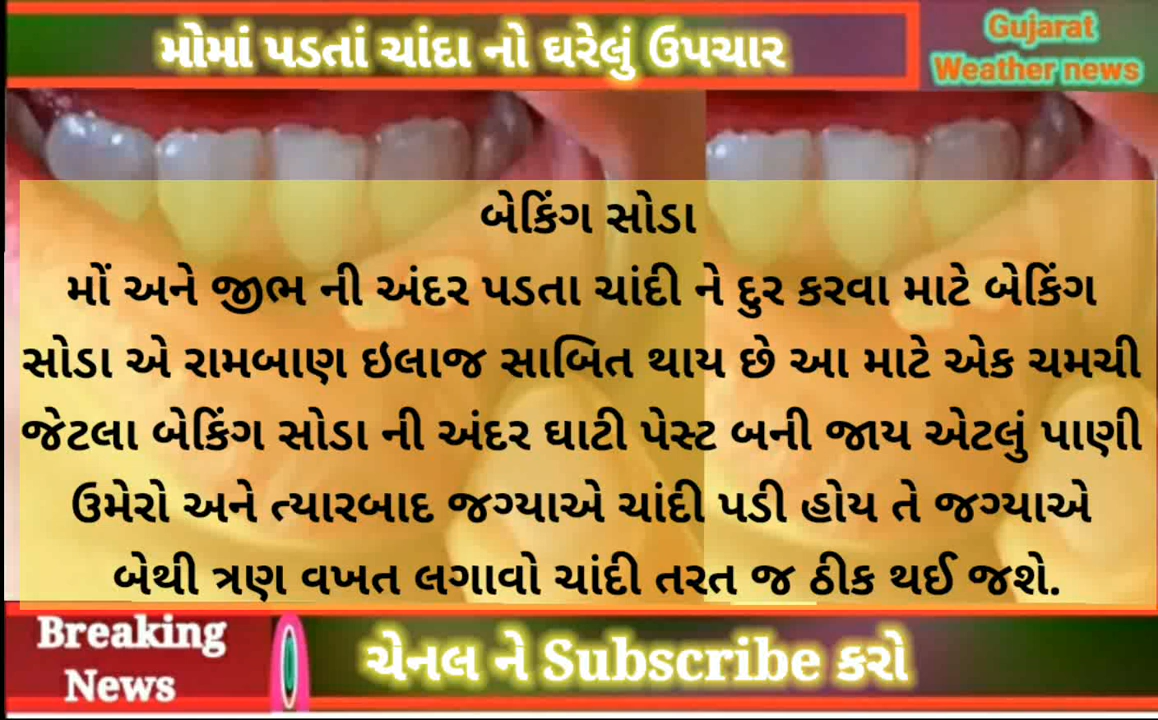 મોમાં પડતાં ચાંદા નો ઘરેલું ઉપચાર
Gujarat
Weather news
બેકિંગ સોડા
મોં અને જીભ ની અંદર પડતા ચાંદી ને દુર કરવા માટે બેકિંગ
સોડા એ રામબાણ ઇલાજ સાબિત થાય છે આ માટે એક ચમચી
જેટલા બેકિંગ સોડા ની અંદર ઘાટી પેસ્ટ બની જાય એટલું પાણી
ઉમેરો અને ત્યારબાદ જગ્યાએ ચાંદી પડી હોય તે જગ્યાએ
બેથી ત્રણ વખત લગાવો ચાંદી તરત જ ઠીક થઈ જશે.
Breaking
News
ચેનલ ને Subscribe કરો